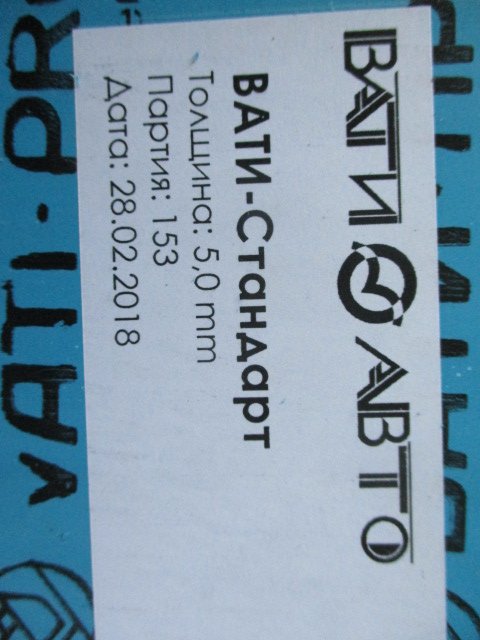 ВАТИ АВТО
ВАТИ-Стандарт
Толщина: 5,0 mm
Партия: 153
Дата: 28.02.2018
VATI-PR